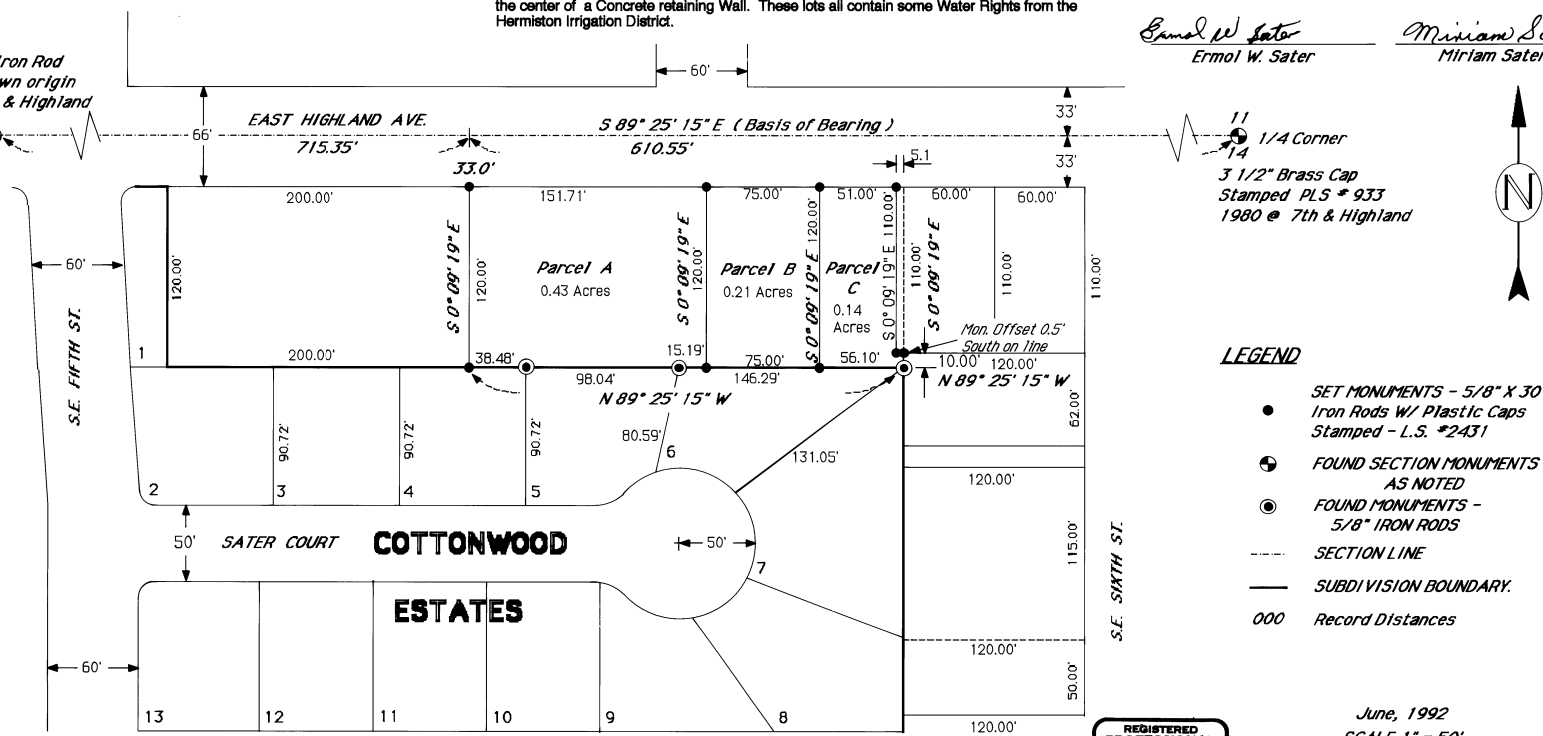 the center of a Concrete retaining Wall. These lots all contain some Water Rights from the
Hermiston Irrigation District.
Ermol W. Sater
Ermol W. Sater
Miriam Sater
Iron Rod
wn origin
& Highland
60'
66'
EAST HIGHLAND AVE.
S 89° 25' 15" E ( Basis of Bearing )
715.35'
610.55'
33.0'
33'
33'
5.1
11
1/4 Corner
14
3 1/2" Brass Cap
Stamped PLS # 933
1980 @ 7th & Highland
N
200.00'
151.71'
75.00'
51.00'
60.00'
60.00'
60'
S.E. FIFTH ST.
120.00'
S 0° 09' 19" E
120.00'
Parcel A
0.43 Acres
S 0° 09' 19" E
120.00'
Parcel B
0.21 Acres
S 0° 09' 19" E 120.00'
Parcel
C
0.14
Acres
S 0° 09' 19" E 110.00'
110.00'
S 0° 09' 19" E
110.00'
110.00'
Mon. Offset 0.5'
South on line
1
200.00'
38.48'
15.19'
75.00'
56.10'
10.00'
120.00'
98.04'
146.29'
N 89° 25' 15" W
N 89° 25' 15" W
90.72'
90.72'
90.72'
80.59'
6
131.05'
62.00'
2
3
4
5
120.00'
50'
SATER COURT
COTTONWOOD
ESTATES
50'
7
115.00'
S.E. SIXTH ST.
120.00'
50.00'
60'
13
12
11
10
9
8
120.00'
LEGEND
SET MONUMENTS - 5/8" X 30
Iron Rods W/ Plastic Caps
Stamped - L.S. #2431
FOUND SECTION MONUMENTS
AS NOTED
FOUND MONUMENTS -
5/8" IRON RODS
SECTION LINE
SUBDIVISION BOUNDARY.
000 Record Distances
REGISTERED
June, 1992
SCALE 1" = 50'